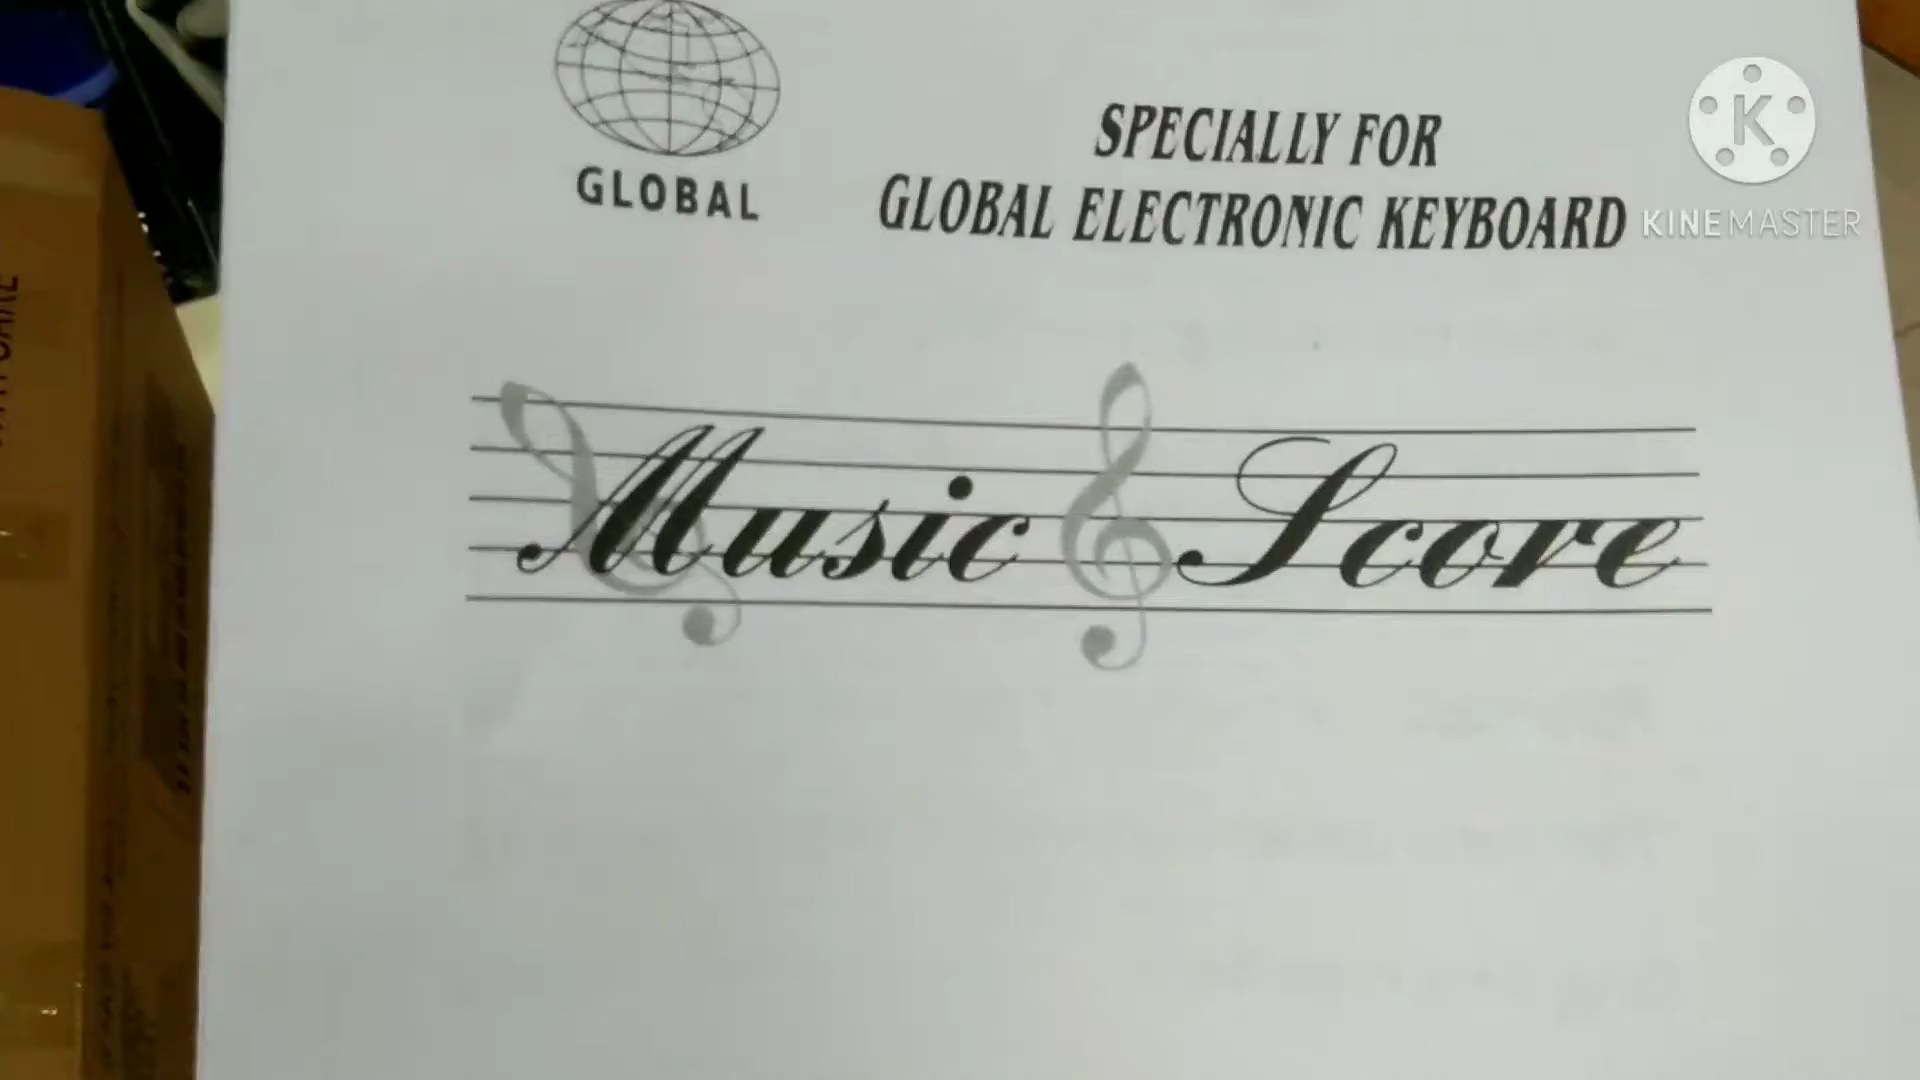 GLOBAL
SPECIALLY FOR
GLOBAL ELECTRONIC KEYBOARD
KINEMASTER
Music Score